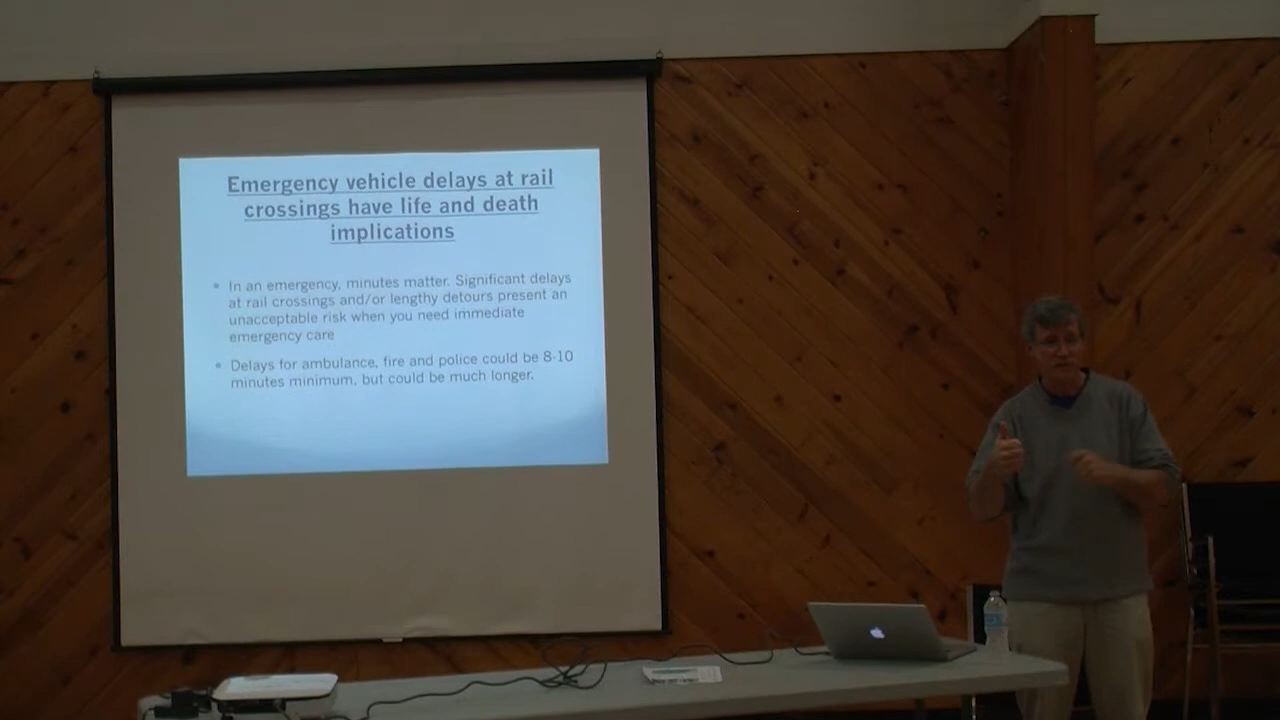 Emergency vehicle delays at rail
crossings have life and death
implications
• In an emergency, minutes matter. Significant delays
at rail crossings and/or lengthy detours present an
unacceptable risk when you need immediate
emergency care
• Delays for ambulance, fire and police could be 8-10
minutes minimum, but could be much longer.